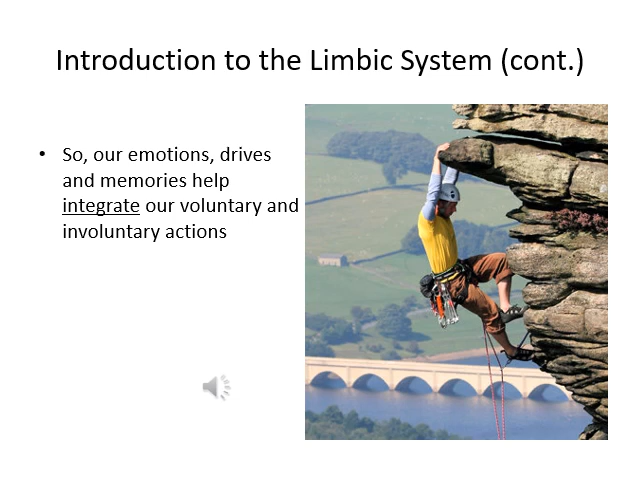 Introduction to the Limbic System (cont.)
• So, our emotions, drives
and memories help
integrate our voluntary and
involuntary actions